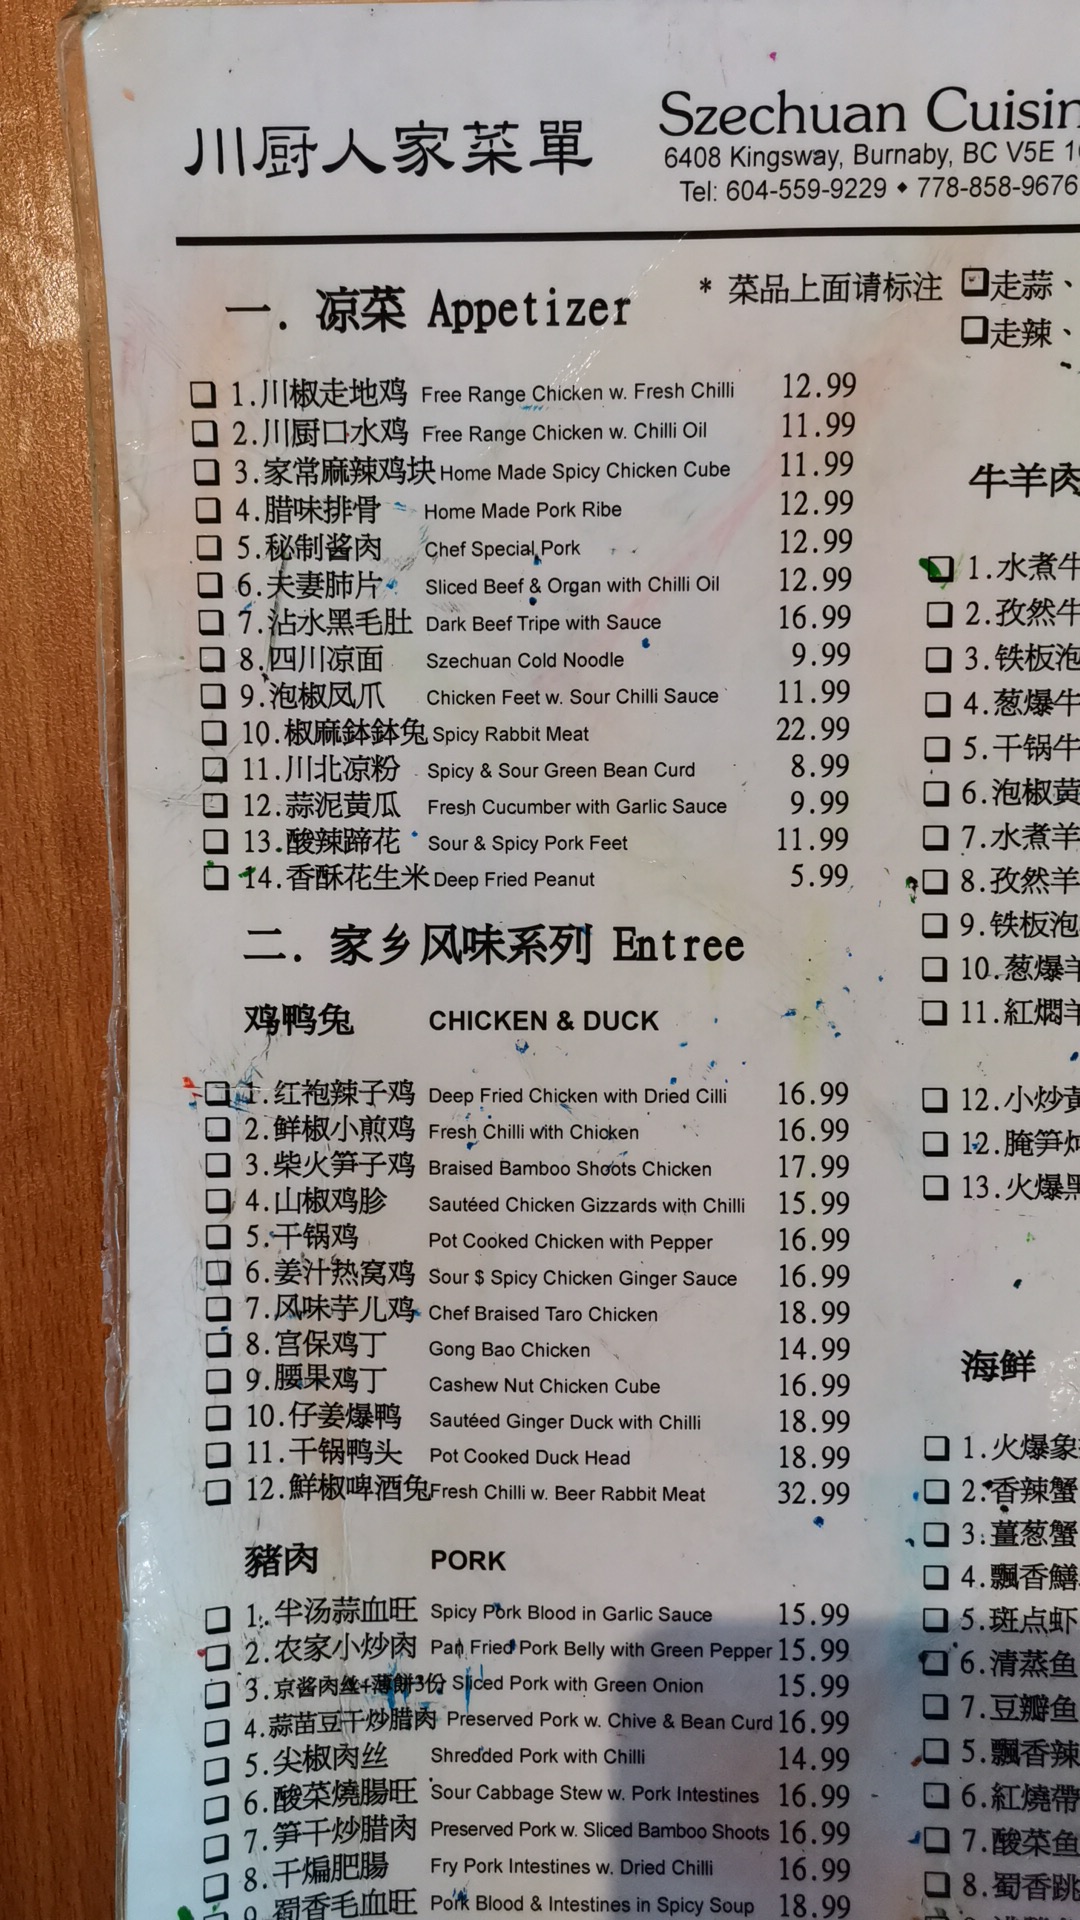 川厨人家菜單
Szechuan Cuisin
6408 Kingsway, Burnaby, BC V5E 1
Tel: 604-559-9229 • 778-858-9676
一. 凉菜 Appetizer
* 菜品上面请标注 □走蒜、
□走辣、
□ 1.川椒走地鸡 Free Range Chicken w. Fresh Chilli 12.99
□ 2.川厨口水鸡 Free Range Chicken w. Chilli Oil 11.99
□ 3.家常麻辣鸡块 Home Made Spicy Chicken Cube 11.99
□ 4.腊味排骨 Home Made Pork Ribe 12.99
□ 5.秘制酱肉 Chef Special Pork 12.99
□ 6.夫妻肺片 Sliced Beef & Organ with Chilli Oil 12.99
□ 7.沾水黑毛肚 Dark Beef Tripe with Sauce 16.99
□ 8.四川凉面 Szechuan Cold Noodle 9.99
□ 9.泡椒凤爪 Chicken Feet w. Sour Chilli Sauce 11.99
□ 10.椒麻鉢鉢兔 Spicy Rabbit Meat 22.99
□ 11.川北凉粉 Spicy & Sour Green Bean Curd 8.99
□ 12.蒜泥黄瓜 Fresh Cucumber with Garlic Sauce 9.99
□ 13.酸辣蹄花 Sour & Spicy Pork Feet 11.99
□ 14.香酥花生米 Deep Fried Peanut 5.99
二. 家乡风味系列 Entree
鸡鸭兔 CHICKEN & DUCK
□ 1.红袍辣子鸡 Deep Fried Chicken with Dried Cilli 16.99
□ 2.鲜椒小煎鸡 Fresh Chilli with Chicken 16.99
□ 3.柴火笋子鸡 Braised Bamboo Shoots Chicken 17.99
□ 4.山椒鸡胗 Sautéed Chicken Gizzards with Chilli 15.99
□ 5.干锅鸡 Pot Cooked Chicken with Pepper 16.99
□ 6.姜汁热窝鸡 Sour $ Spicy Chicken Ginger Sauce 16.99
□ 7.风味芋儿鸡 Chef Braised Taro Chicken 18.99
□ 8.宫保鸡丁 Gong Bao Chicken 14.99
□ 9.腰果鸡丁 Cashew Nut Chicken Cube 16.99
□ 10.仔姜爆鸭 Sautéed Ginger Duck with Chilli 18.99
□ 11.干锅鸭头 Pot Cooked Duck Head 18.99
□ 12.鮮椒啤酒兔 Fresh Chilli w. Beer Rabbit Meat 32.99
豬肉 PORK
□ 1.半汤蒜血旺 Spicy Pork Blood in Garlic Sauce 15.99
□ 2.农家小炒肉 Pan Fried Pork Belly with Green Pepper 15.99
□ 3.京酱肉丝+薄餅3份 Sliced Pork with Green Onion 15.99
□ 4.蒜苗豆干炒腊肉 Preserved Pork w. Chive & Bean Curd 16.99
□ 5.尖椒肉丝 Shredded Pork with Chilli 14.99
□ 6.酸菜燒腸旺 Sour Cabbage Stew w. Pork Intestines 16.99
□ 7.笋干炒腊肉 Preserved Pork w. Sliced Bamboo Shoots 16.99
□ 8.干煸肥腸 Fry Pork Intestines w. Dried Chilli 16.99
9.蜀香毛血旺 Pork Blood & Intestines in Spicy Soup 18.99
牛羊肉
□ 1.水煮牛
□ 2.孜然牛
□ 3.铁板泡
□ 4.葱爆牛
□ 5.干锅牛
□ 6.泡椒黄
□ 7.水煮羊
□ 8.孜然羊
□ 9.铁板泡
□ 10.葱爆羊
□ 11.紅燜羊
□ 12.小炒黄
□ 12.腌笋炖
□ 13.火爆黑
海鲜
□ 1.火爆象
□ 2.香辣蟹
□ 3.薑葱蟹
□ 4.飄香鱔
□ 5.斑点虾
□ 6.清蒸鱼
□ 7.豆瓣鱼
□ 5.飄香辣
□ 6.紅燒帶
□ 7.酸菜鱼
□ 8.蜀香跳